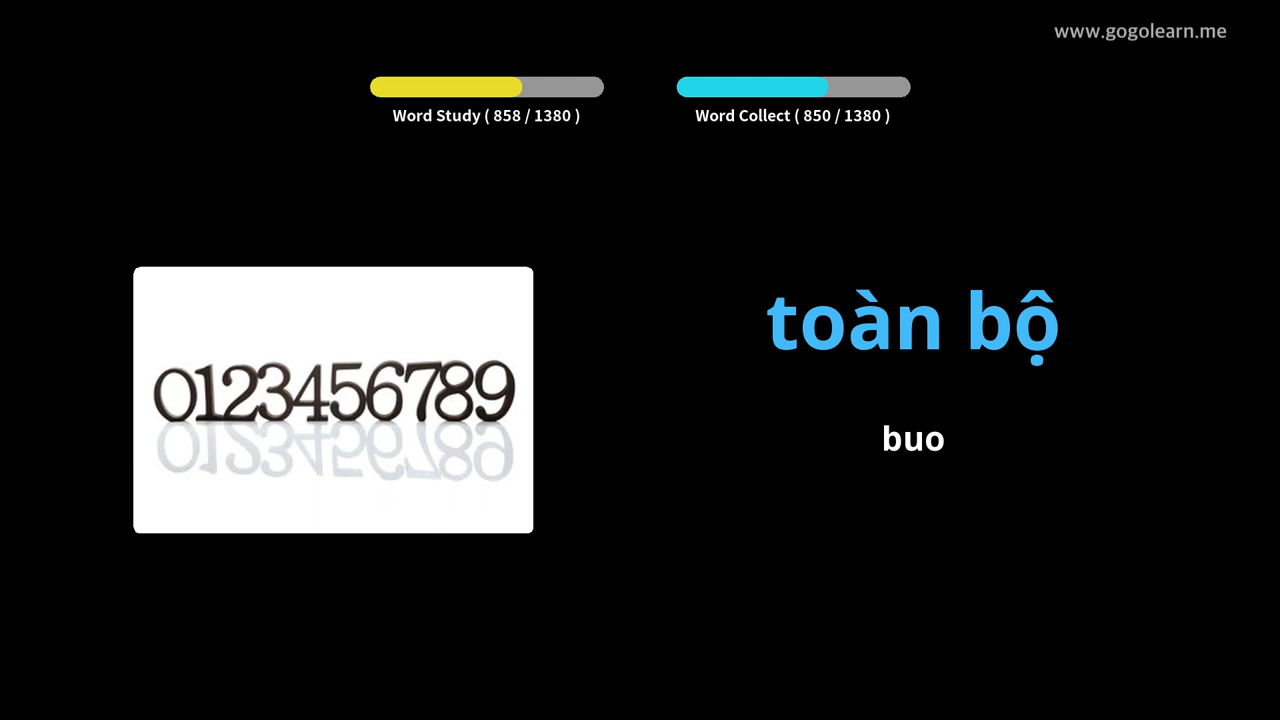 www.gogolearn.me
Word Study ( 858 / 1380 )
Word Collect ( 850 / 1380 )
0123456789
toàn bộ
buo